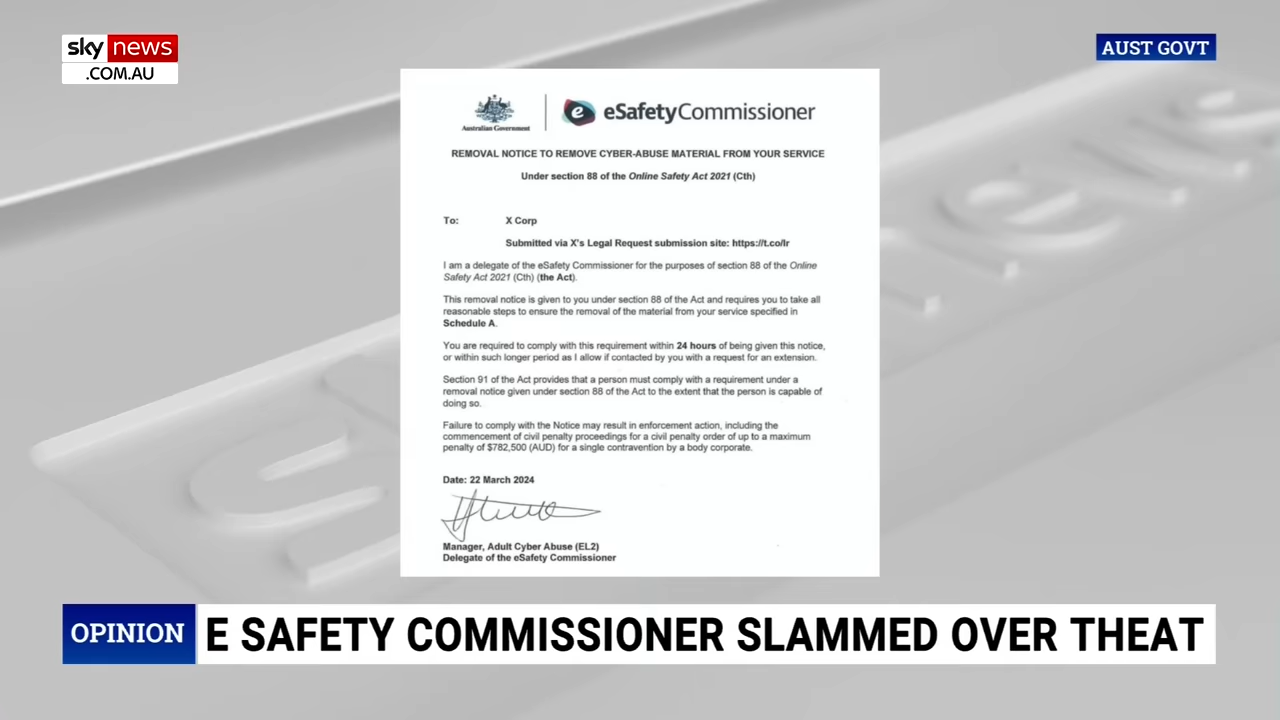 sky news
.COM.AU
AUST GOVT
Australian Government
e eSafetyCommissioner
REMOVAL NOTICE TO REMOVE CYBER-ABUSE MATERIAL FROM YOUR SERVICE
Under section 88 of the Online Safety Act 2021 (Cth)
To: X Corp
Submitted via X's Legal Request submission site: https://t.co/lr
I am a delegate of the eSafety Commissioner for the purposes of section 88 of the Online
Safety Act 2021 (Cth) (the Act).
This removal notice is given to you under section 88 of the Act and requires you to take all
reasonable steps to ensure the removal of the material from your service specified in
Schedule A.
You are required to comply with this requirement within 24 hours of being given this notice,
or within such longer period as I allow if contacted by you with a request for an extension.
Section 91 of the Act provides that a person must comply with a requirement under a
removal notice given under section 88 of the Act to the extent that the person is capable of
doing so.
Failure to comply with the Notice may result in enforcement action, including the
commencement of civil penalty proceedings for a civil penalty order of up to a maximum
penalty of $782,500 (AUD) for a single contravention by a body corporate.
Date: 22 March 2024
Manager, Adult Cyber Abuse (EL2)
Delegate of the eSafety Commissioner
OPINION E SAFETY COMMISSIONER SLAMMED OVER THEAT